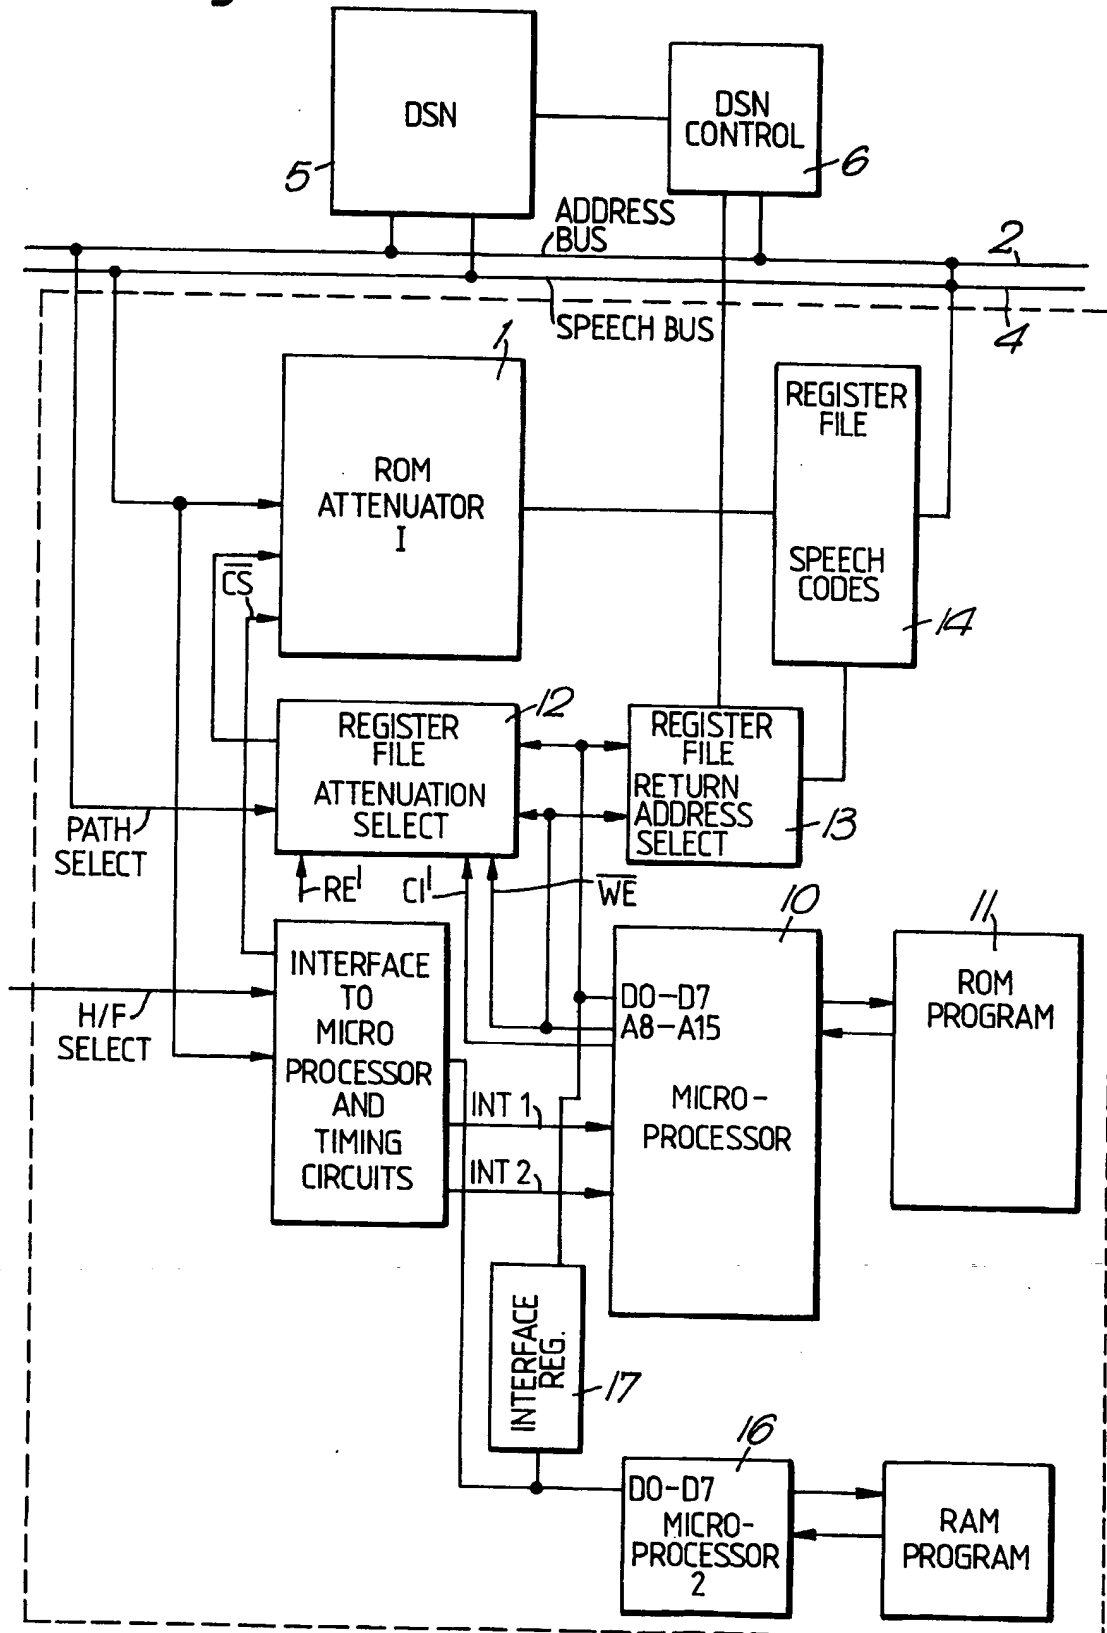 DSN
5
DSN
CONTROL
6
ADDRESS
BUS
2
SPEECH BUS
4
1
ROM
ATTENUATOR
I
REGISTER
FILE
SPEECH
CODES
14
CS
12
REGISTER
FILE
ATTENUATION
SELECT
REGISTER
FILE
RETURN
ADDRESS
SELECT
13
PATH
SELECT
RE'
CI'
WE
10
11
INTERFACE
TO
MICRO
PROCESSOR
AND
TIMING
CIRCUITS
H/F
SELECT
D0-D7
A8-A15
MICRO-
PROCESSOR
ROM
PROGRAM
INT 1
INT 2
INTERFACE
REG.
17
16
D0-D7
MICRO-
PROCESSOR
2
RAM
PROGRAM